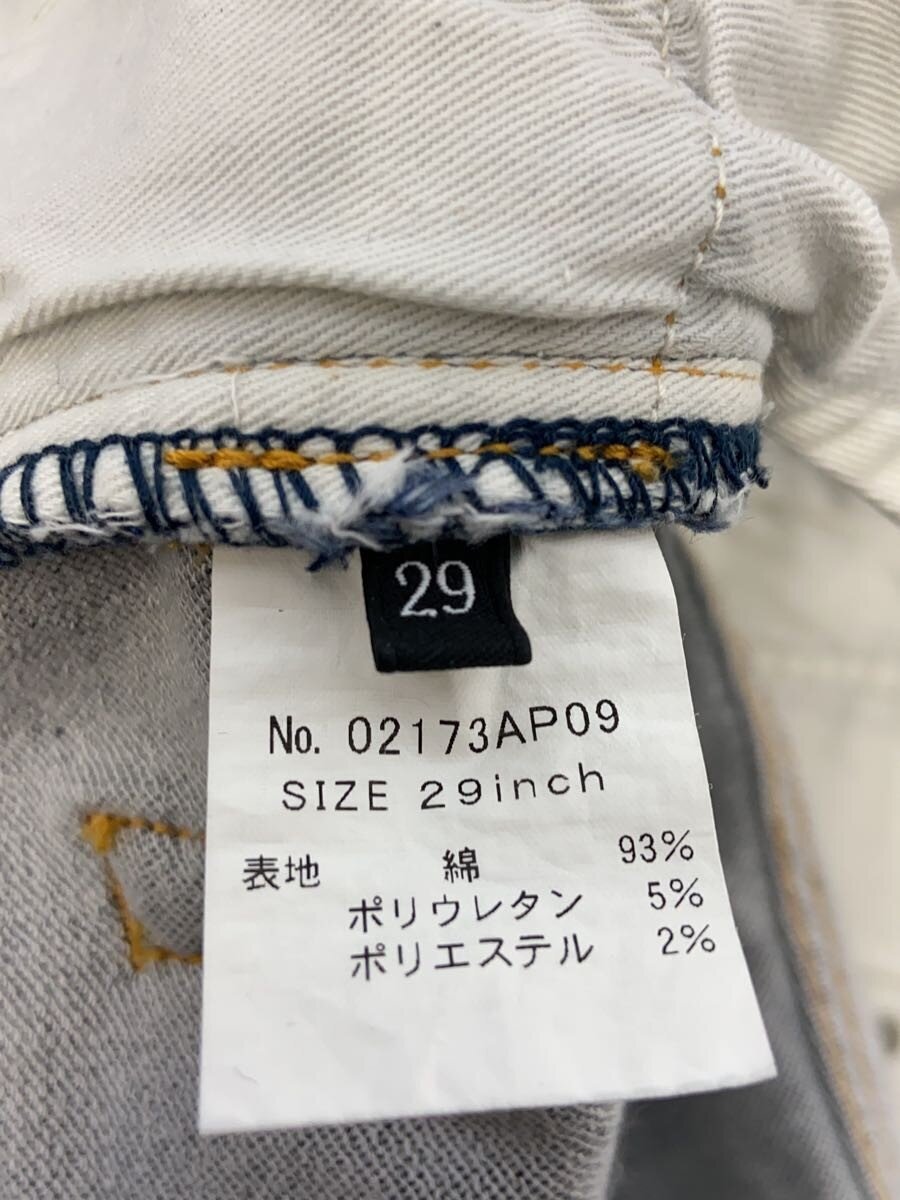 29
No. 02173AP09
SIZE 29inch
表地 綿 93%
ポリウレタン 5%
ポリエステル 2%